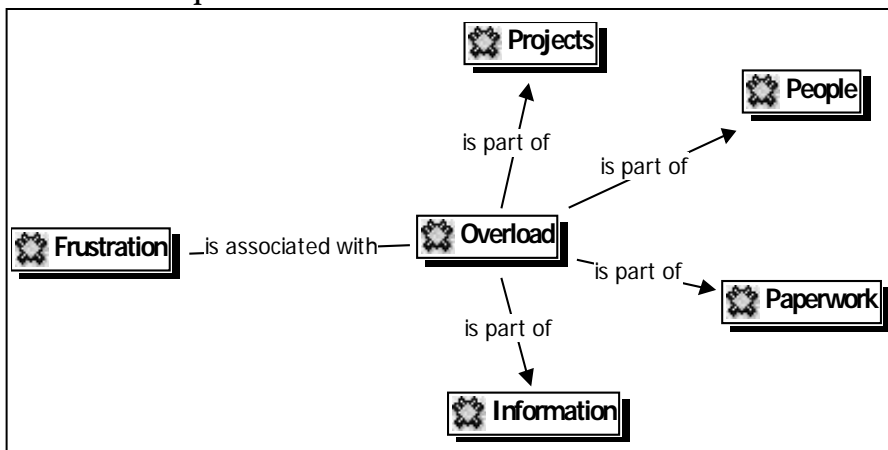 Projects
People
is part of
is part of
Frustration
is associated with
Overload
is part of
Paperwork
is part of
Information